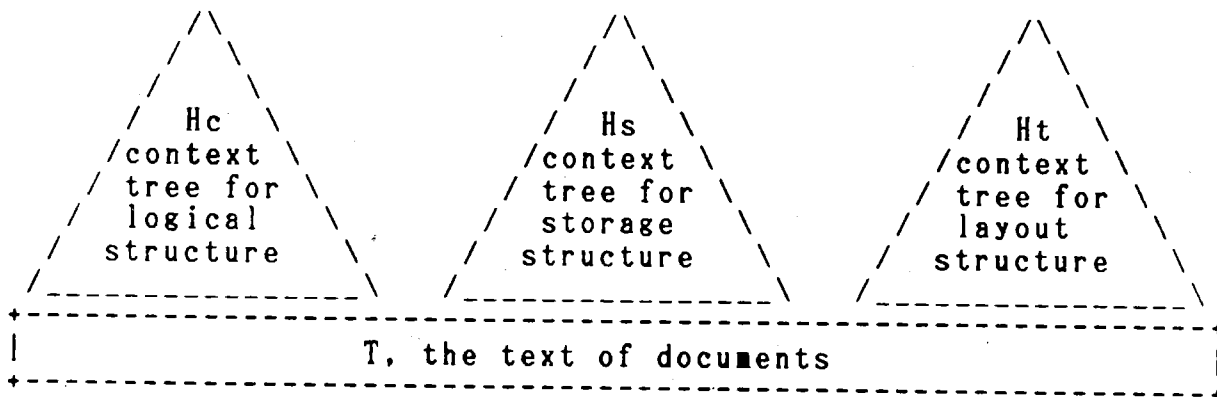 Hc
context
tree for
logical
structure
Hs
context
tree for
storage
structure
Ht
context
tree for
layout
structure
T, the text of documents